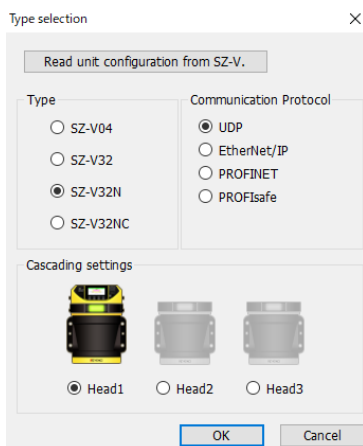 Type selection
Read unit configuration from SZ-V.
Type
SZ-V04
SZ-V32
SZ-V32N
SZ-V32NC
Communication Protocol
UDP
EtherNet/IP
PROFINET
PROFIsafe
Cascading settings
Head1
Head2
Head3
OK
Cancel